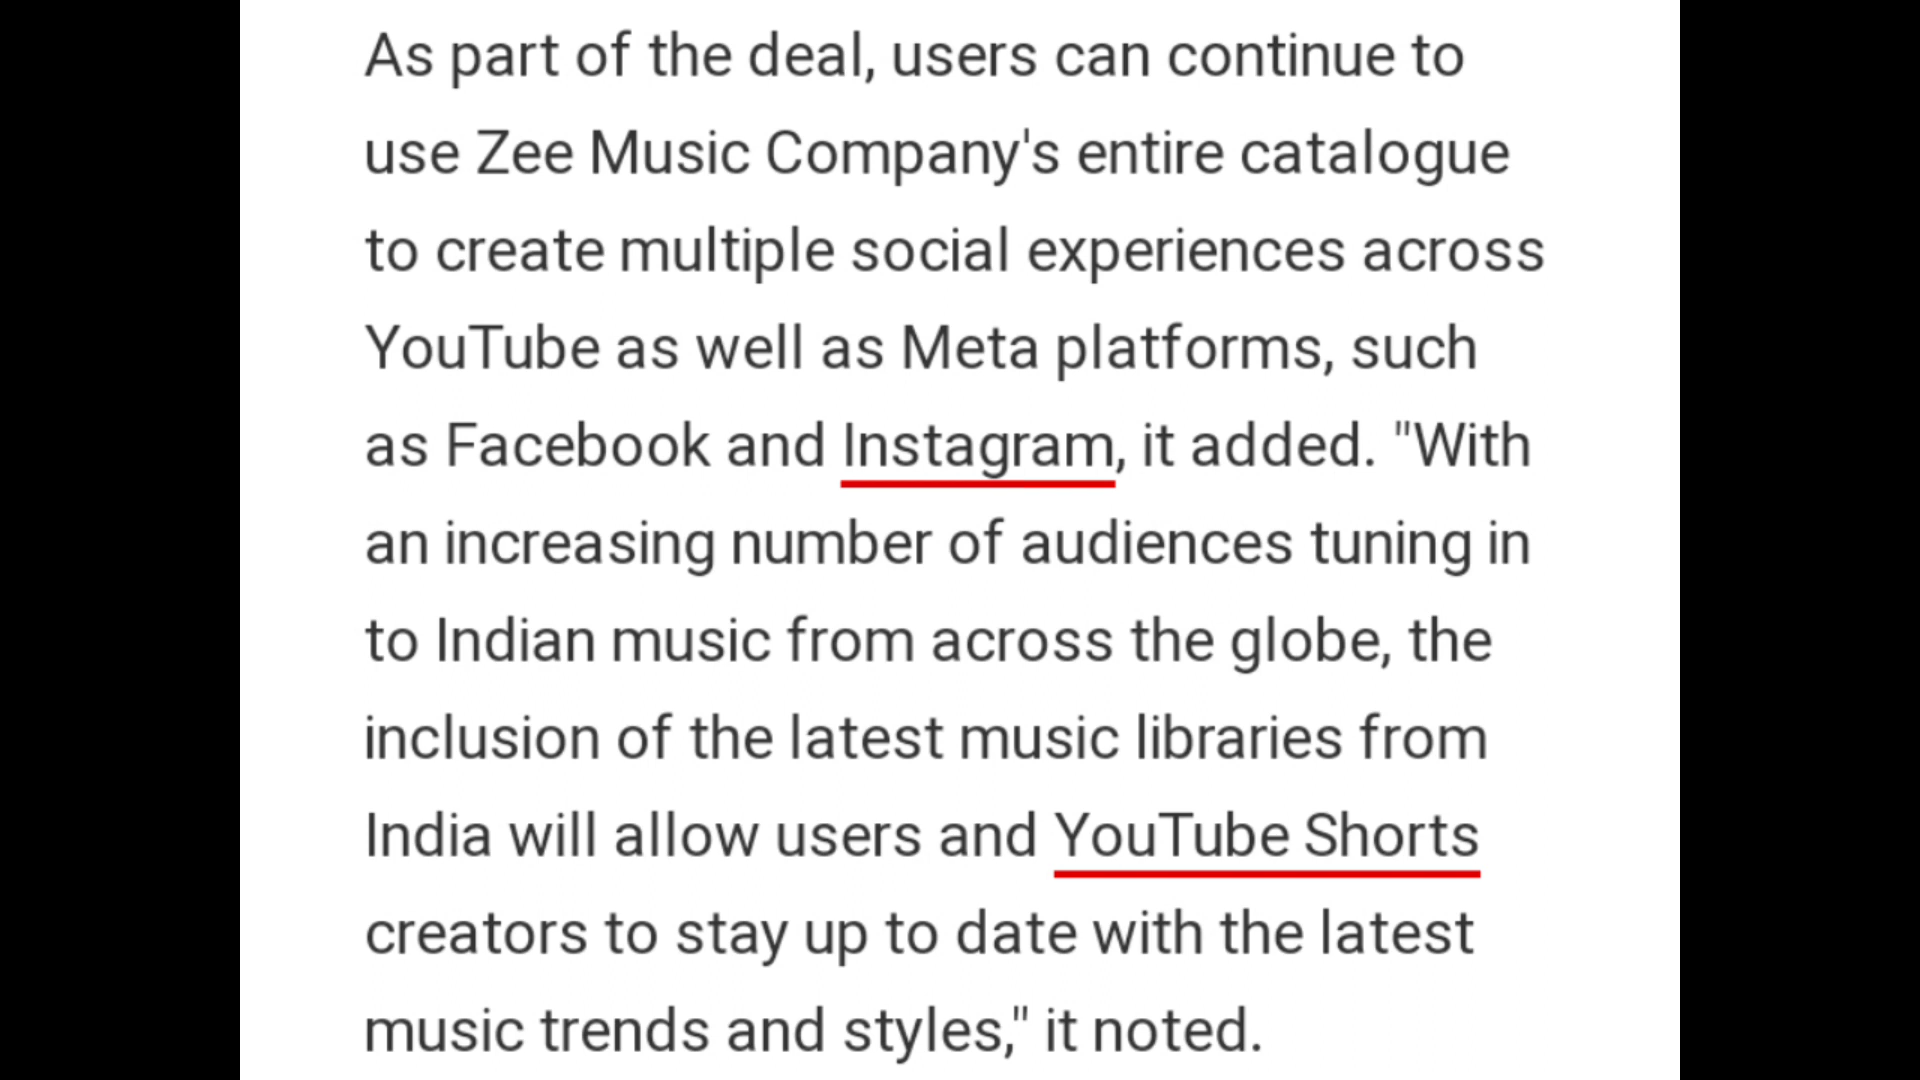 As part of the deal, users can continue to
use Zee Music Company's entire catalogue
to create multiple social experiences across
YouTube as well as Meta platforms, such
as Facebook and Instagram, it added. "With
an increasing number of audiences tuning in
to Indian music from across the globe, the
inclusion of the latest music libraries from
India will allow users and YouTube Shorts
creators to stay up to date with the latest
music trends and styles," it noted.